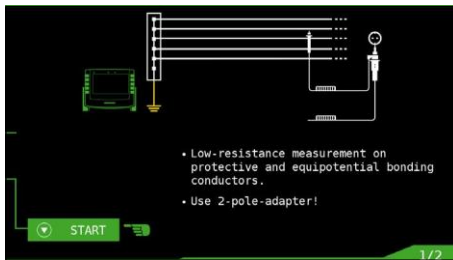 • Low-resistance measurement on
protective and equipotential bonding
conductors.
• Use 2-pole-adapter!
START
1/2